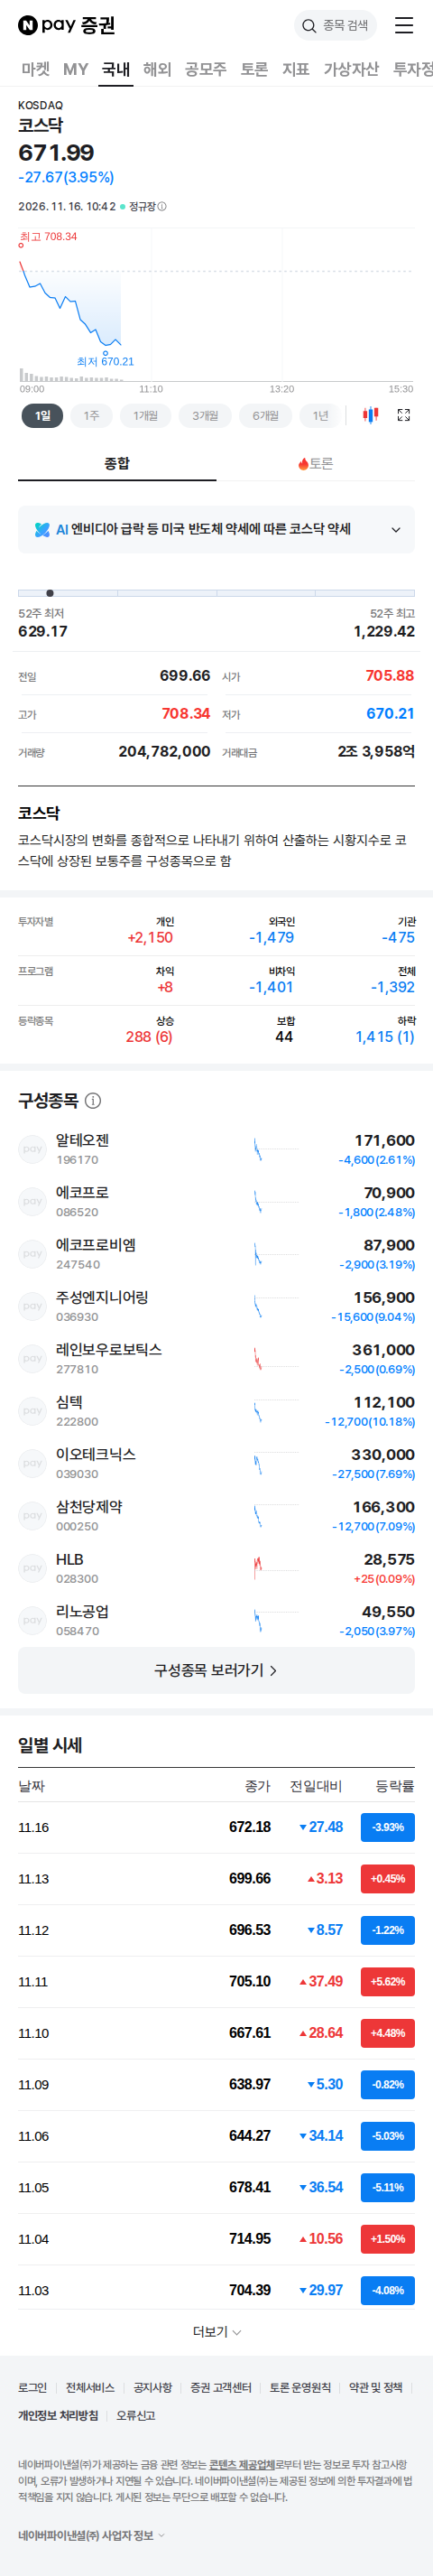 N pay 증권
종목 검색
마켓 MY 국내 해외 공모주 토론 지표 가상자산 투자정
KOSDAQ
코스닥
671.99
-27.67(3.95%)
2026. 11. 16. 10:42 정규장
최고 708.34
최저 670.21
09:00 11:10 13:20 15:30
1일 1주 1개월 3개월 6개월 1년
종합 토론
AI 엔비디아 급락 등 미국 반도체 약세에 따른 코스닥 약세
52주 최저 52주 최고
629.17 1,229.42
전일 699.66 시가 705.88
고가 708.34 저가 670.21
거래량 204,782,000 거래대금 2조 3,958억
코스닥
코스닥시장의 변화를 종합적으로 나타내기 위하여 산출하는 시황지수로 코
스닥에 상장된 보통주를 구성종목으로 함
투자자별 개인 외국인 기관
+2,150 -1,479 -475
프로그램 차익 비차익 전체
+8 -1,401 -1,392
등락종목 상승 보합 하락
288 (6) 44 1,415 (1)
구성종목
pay 알테오젠 171,600
196170 -4,600(2.61%)
pay 에코프로 70,900
086520 -1,800(2.48%)
pay 에코프로비엠 87,900
247540 -2,900(3.19%)
pay 주성엔지니어링 156,900
036930 -15,600(9.04%)
pay 레인보우로보틱스 361,000
277810 -2,500(0.69%)
pay 심텍 112,100
222800 -12,700(10.18%)
pay 이오테크닉스 330,000
039030 -27,500(7.69%)
pay 삼천당제약 166,300
000250 -12,700(7.09%)
pay HLB 28,575
028300 +25(0.09%)
pay 리노공업 49,550
058470 -2,050(3.97%)
구성종목 보러가기
일별 시세
날짜 종가 전일대비 등락률
11.16 672.18 ▼27.48 -3.93%
11.13 699.66 ▲3.13 +0.45%
11.12 696.53 ▼8.57 -1.22%
11.11 705.10 ▲37.49 +5.62%
11.10 667.61 ▲28.64 +4.48%
11.09 638.97 ▼5.30 -0.82%
11.06 644.27 ▼34.14 -5.03%
11.05 678.41 ▼36.54 -5.11%
11.04 714.95 ▲10.56 +1.50%
11.03 704.39 ▼29.97 -4.08%
더보기
로그인 전체서비스 공지사항 증권 고객센터 토론 운영원칙 약관 및 정책
개인정보 처리방침 오류신고
네이버파이낸셜(주)가 제공하는 금융 관련 정보는 콘텐츠 제공업체로부터 받는 정보로 투자 참고사항
이며, 오류가 발생하거나 지연될 수 있습니다. 네이버파이낸셜(주)는 제공된 정보에 의한 투자결과에 법
적책임을 지지 않습니다. 게시된 정보는 무단으로 배포할 수 없습니다.
네이버파이낸셜(주) 사업자 정보